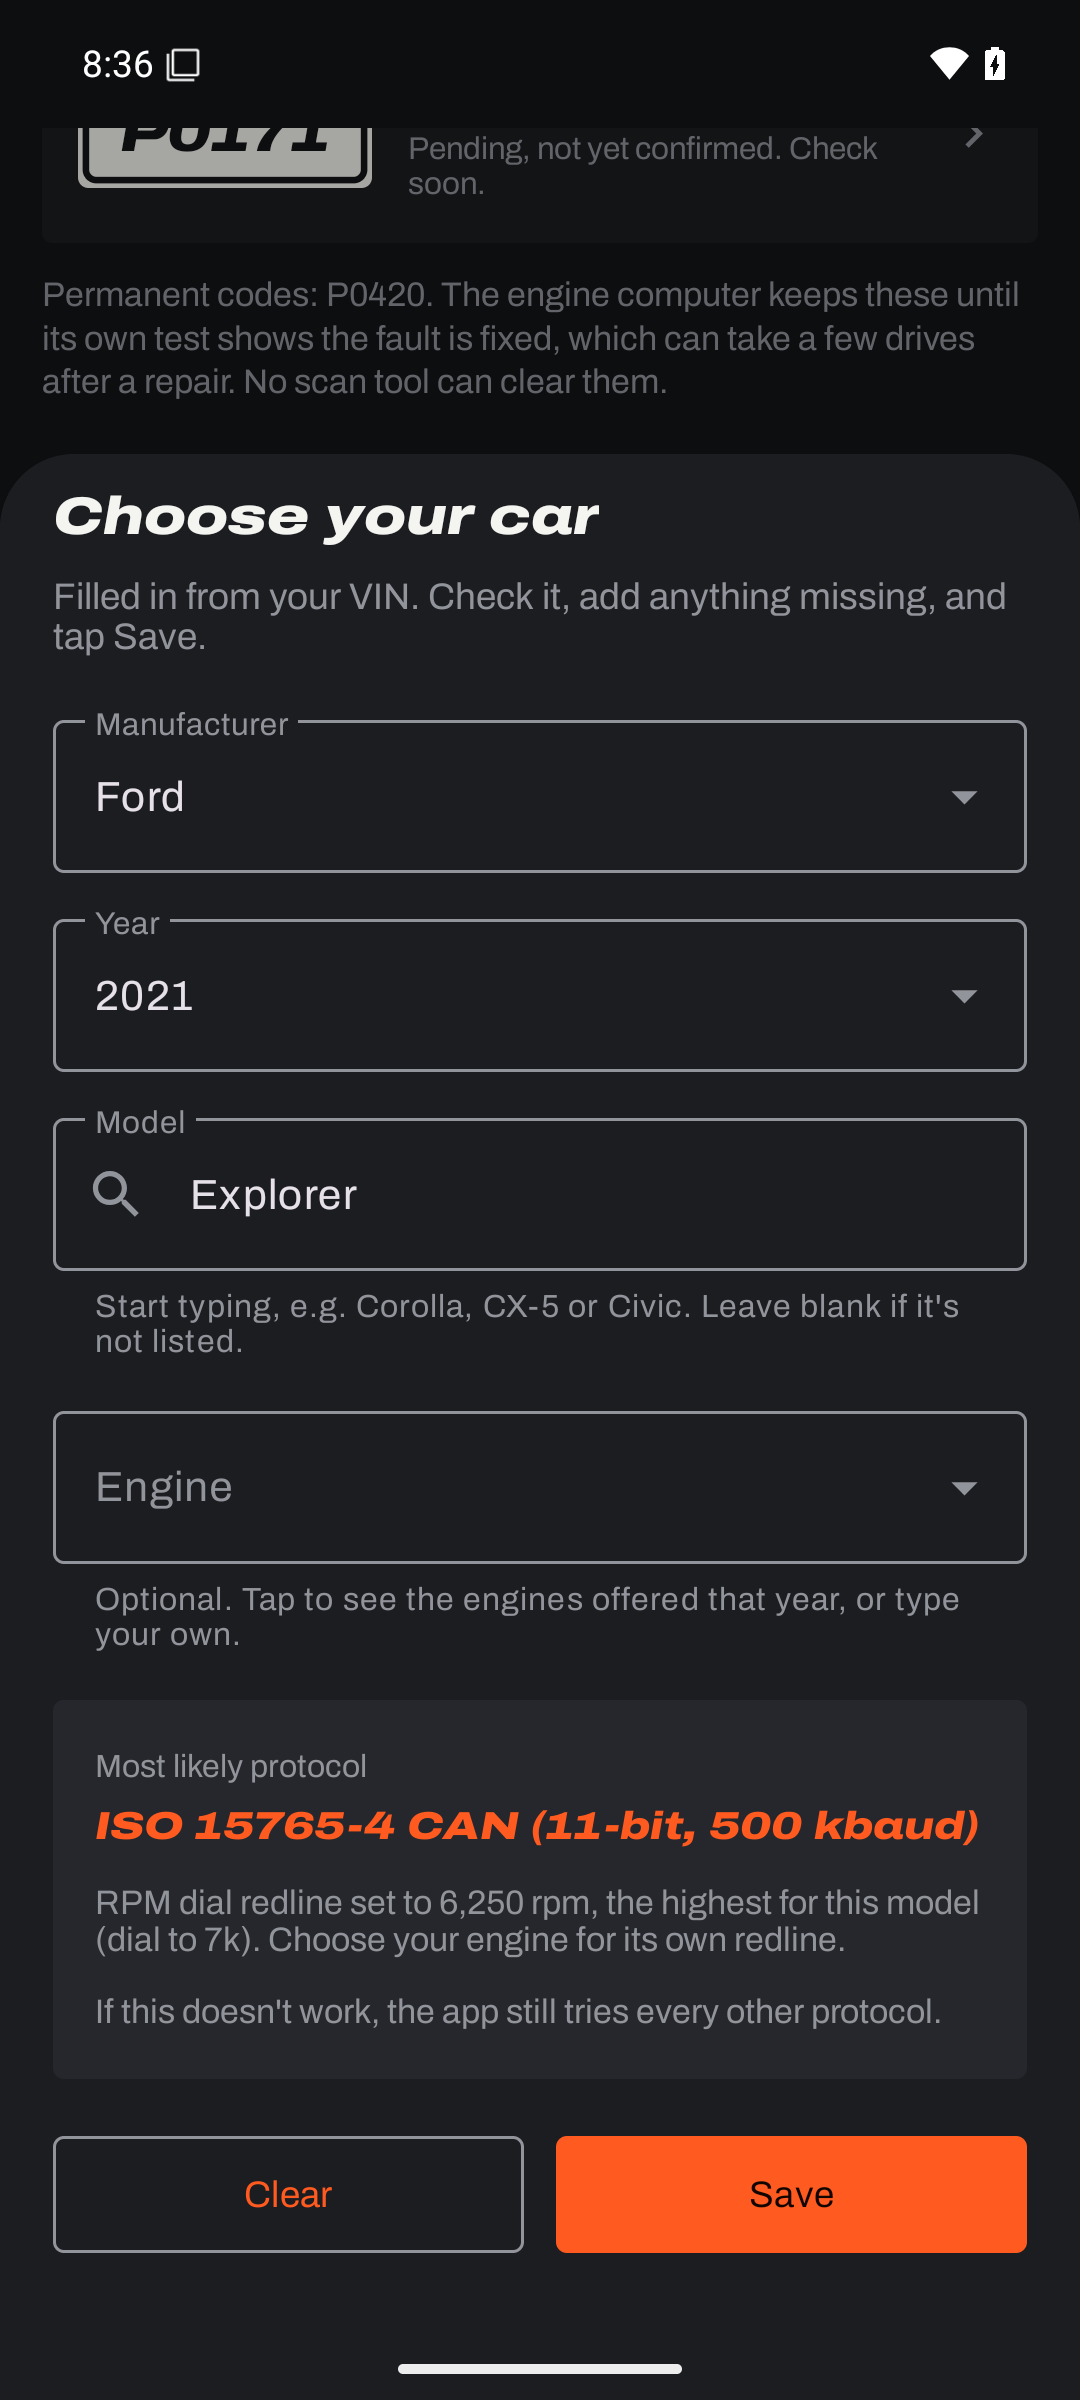 8:36
P0171
Pending, not yet confirmed. Check
soon.
Permanent codes: P0420. The engine computer keeps these until
its own test shows the fault is fixed, which can take a few drives
after a repair. No scan tool can clear them.
Choose your car
Filled in from your VIN. Check it, add anything missing, and
tap Save.
Manufacturer
Ford
Year
2021
Model
Explorer
Start typing, e.g. Corolla, CX-5 or Civic. Leave blank if it's
not listed.
Engine
Optional. Tap to see the engines offered that year, or type
your own.
Most likely protocol
ISO 15765-4 CAN (11-bit, 500 kbaud)
RPM dial redline set to 6,250 rpm, the highest for this model
(dial to 7k). Choose your engine for its own redline.
If this doesn't work, the app still tries every other protocol.
Clear
Save